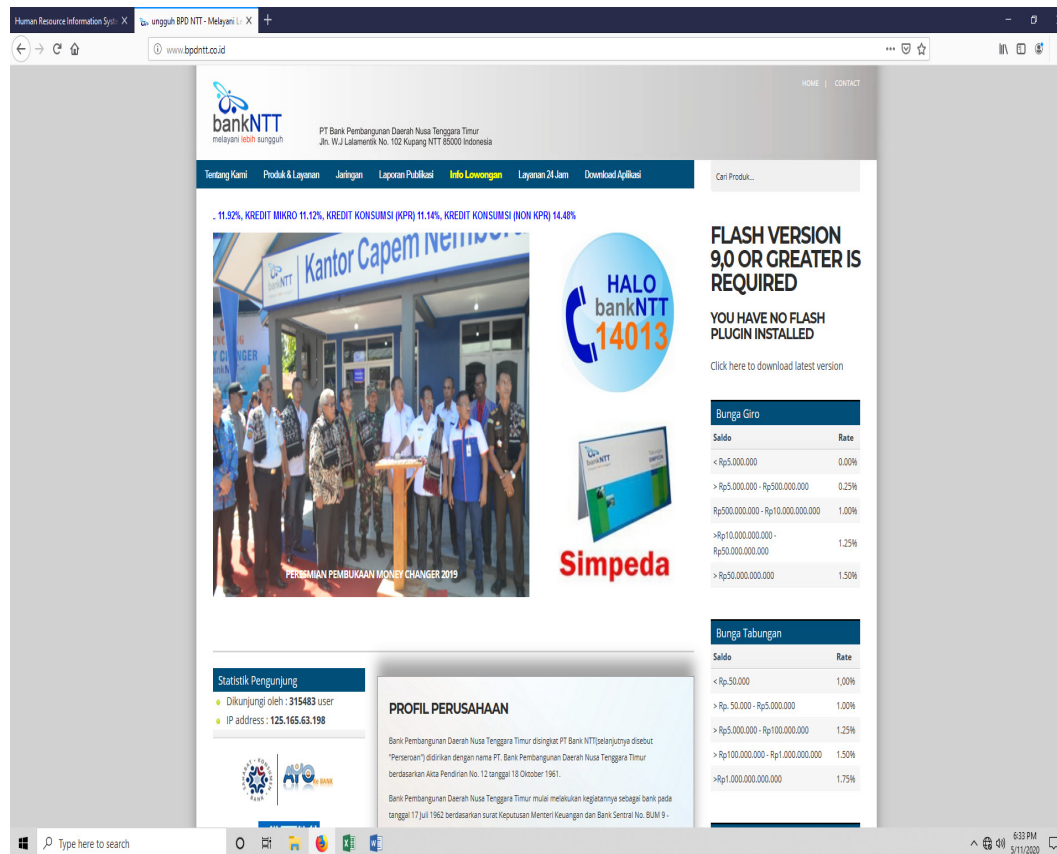 Human Resource Information Syste
ungguh BPD NTT - Melayani Le
www.bpdntt.co.id
HOME | CONTACT
bankNTT
melayani lebih sungguh
PT Bank Pembangunan Daerah Nusa Tenggara Timur
Jln. W.J Lalamentik No. 102 Kupang NTT 85000 Indonesia
Tentang Kami Produk & Layanan Jaringan Laporan Publikasi Info Lowongan Layanan 24 Jam Download Aplikasi
Cari Produk...
11.92%, KREDIT MIKRO 11.12%, KREDIT KONSUMSI (KPR) 11.14%, KREDIT KONSUMSI (NON KPR) 14.48%
bankNTT
Kantor Capem
PERESMIAN PEMBUKAAN MONEY CHANGER 2019
HALO
bankNTT
14013
Simpeda
FLASH VERSION
9,0 OR GREATER IS
REQUIRED
YOU HAVE NO FLASH
PLUGIN INSTALLED
Click here to download latest version
Bunga Giro
Saldo Rate
< Rp5.000.000 0.00%
> Rp5.000.000 - Rp500.000.000 0.25%
Rp500.000.000 - Rp10.000.000.000 1.00%
>Rp10.000.000.000 -
Rp50.000.000.000 1.25%
> Rp50.000.000.000 1.50%
Bunga Tabungan
Saldo Rate
< Rp.50.000 1,00%
> Rp. 50.000 - Rp5.000.000 1.00%
> Rp5.000.000 - Rp100.000.000 1.25%
> Rp100.000.000 - Rp1.000.000.000 1.50%
>Rp1.000.000.000.000 1.75%
Statistik Pengunjung
Dikunjungi oleh : 315483 user
IP address : 125.165.63.198
AYO ke BANK
PROFIL PERUSAHAAN
Bank Pembangunan Daerah Nusa Tenggara Timur disingkat PT Bank NTT(selanjutnya disebut
"Perseroan") didirikan dengan nama PT. Bank Pembangunan Daerah Nusa Tenggara Timur
berdasarkan Akta Pendirian No. 12 tanggal 18 Oktober 1961.
Bank Pembangunan Daerah Nusa Tenggara Timur mulai melakukan kegiatannya sebagai bank pada
tanggal 17 Juli 1962 berdasarkan surat Keputusan Menteri Keuangan dan Bank Sentral No. BUM 9 -
Type here to search
6:33 PM
5/11/2020